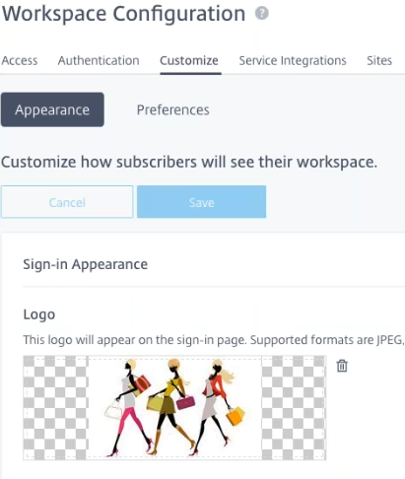 Workspace Configuration ?
Access Authentication Customize Service Integrations Sites
Appearance Preferences
Customize how subscribers will see their workspace.
Cancel Save
Sign-in Appearance
Logo
This logo will appear on the sign-in page. Supported formats are JPEG,